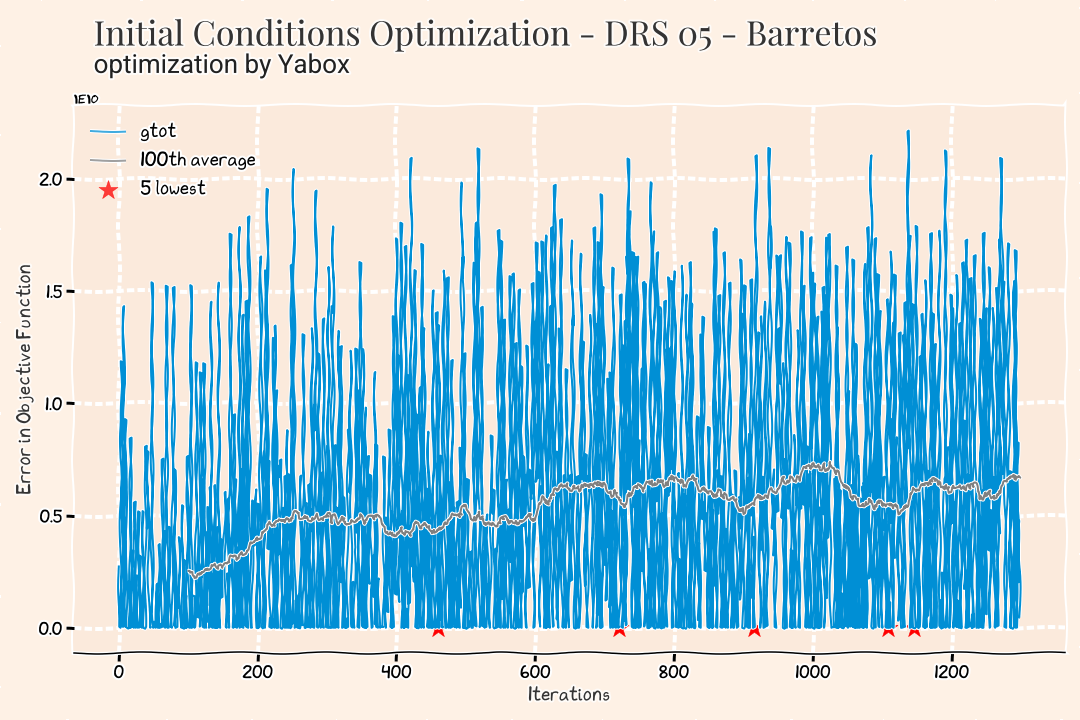 Initial Conditions Optimization - DRS 05 - Barretos
optimization by Yabox
1E10
gtot
100th average
5 lowest
2.0
1.5
1.0
0.5
0.0
Error in Objective Function
0 200 400 600 800 1000 1200
Iterations